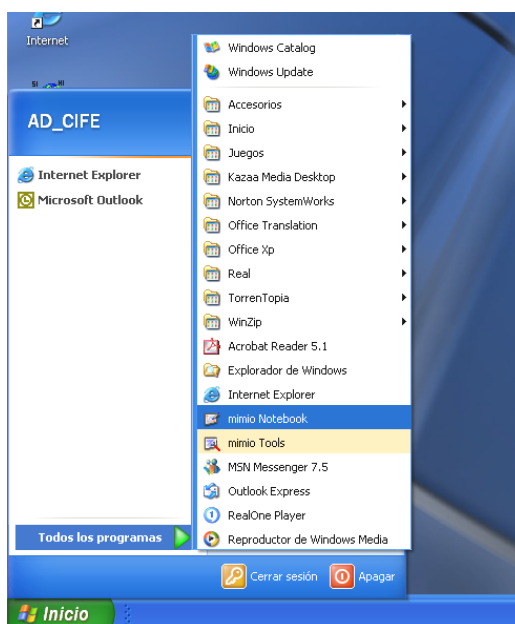 Internet
AD_CIFE
Internet Explorer
Microsoft Outlook
Todos los programas
Windows Catalog
Windows Update
Accesorios
Inicio
Juegos
Kazaa Media Desktop
Norton SystemWorks
Office Translation
Office Xp
Real
TorrenTopia
WinZip
Acrobat Reader 5.1
Explorador de Windows
Internet Explorer
mimio Notebook
mimio Tools
MSN Messenger 7.5
Outlook Express
RealOne Player
Reproductor de Windows Media
Cerrar sesión
Apagar
Inicio